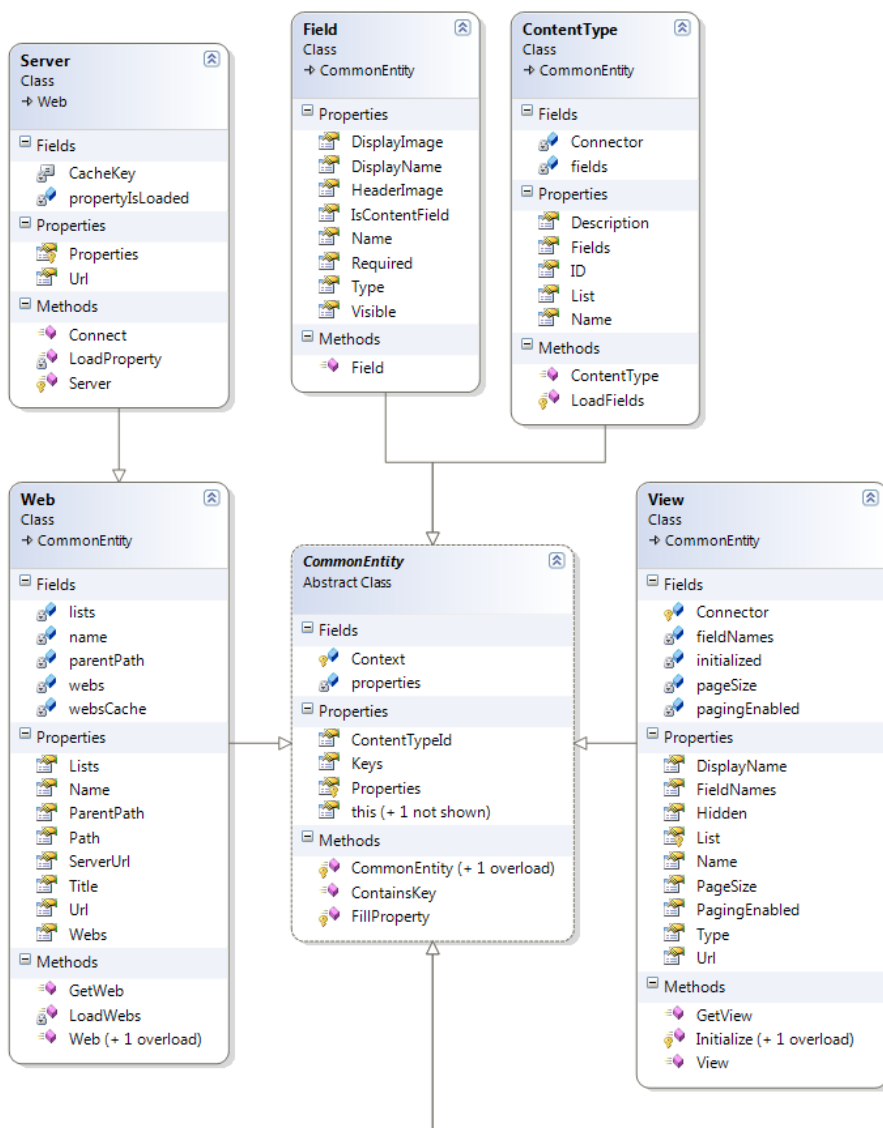 Server
Class
Web
Fields
CacheKey
propertyIsLoaded
Properties
Properties
Url
Methods
Connect
LoadProperty
Server
Field
Class
CommonEntity
Properties
DisplayImage
DisplayName
HeaderImage
IsContentField
Name
Required
Type
Visible
Methods
Field
ContentType
Class
CommonEntity
Fields
Connector
fields
Properties
Description
Fields
ID
List
Name
Methods
ContentType
LoadFields
Web
Class
CommonEntity
Fields
lists
name
parentPath
webs
websCache
Properties
Lists
Name
ParentPath
Path
ServerUrl
Title
Url
Webs
Methods
GetWeb
LoadWebs
Web (+ 1 overload)
CommonEntity
Abstract Class
Fields
Context
properties
Properties
ContentTypeId
Keys
Properties
this (+ 1 not shown)
Methods
CommonEntity (+ 1 overload)
ContainsKey
FillProperty
View
Class
CommonEntity
Fields
Connector
fieldNames
initialized
pageSize
pagingEnabled
Properties
DisplayName
FieldNames
Hidden
List
Name
PageSize
PagingEnabled
Type
Url
Methods
GetView
Initialize (+ 1 overload)
View